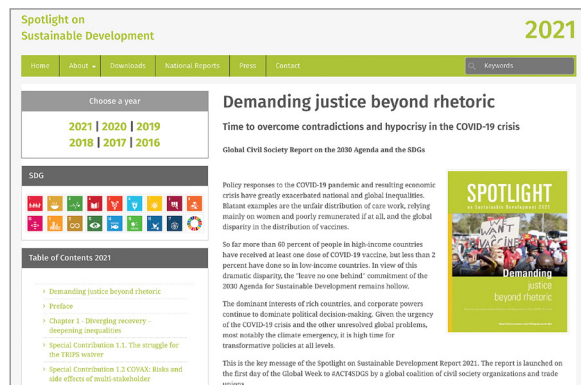 Spotlight on
Sustainable Development
2021
Home
About
Downloads
National Reports
Press
Contact
Keywords
Choose a year
2021 | 2020 | 2019
2018 | 2017 | 2016
SDG
Table of Contents 2021
Demanding justice beyond rhetoric
Preface
Chapter 1 - Diverging recovery –
deepening inequalities
Special Contribution 1.1. The struggle for
the TRIPS waiver
Special Contribution 1.2 COVAX: Risks and
side effects of multi-stakeholder
Demanding justice beyond rhetoric
Time to overcome contradictions and hypocrisy in the COVID-19 crisis
Global Civil Society Report on the 2030 Agenda and the SDGs
Policy responses to the COVID-19 pandemic and resulting economic
crisis have greatly exacerbated national and global inequalities.
Blatant examples are the unfair distribution of care work, relying
mainly on women and poorly remunerated if at all, and the global
disparity in the distribution of vaccines.
So far more than 60 percent of people in high-income countries
have received at least one dose of COVID-19 vaccine, but less than 2
percent have done so in low-income countries. In view of this
dramatic disparity, the "leave no one behind" commitment of the
2030 Agenda for Sustainable Development remains hollow.
The dominant interests of rich countries, and corporate powers
continue to dominate political decision-making. Given the urgency
of the COVID-19 crisis and the other unresolved global problems,
most notably the climate emergency, it is high time for
transformative policies at all levels.
SPOTLIGHT
on Sustainable Development 2021
WE
WANT
VACCINE
Demanding
justice
beyond rhetoric
This is the key message of the Spotlight on Sustainable Development Report 2021. The report is launched on
the first day of the Global Week to #ACT4SDGS by a global coalition of civil society organizations and trade
unions.